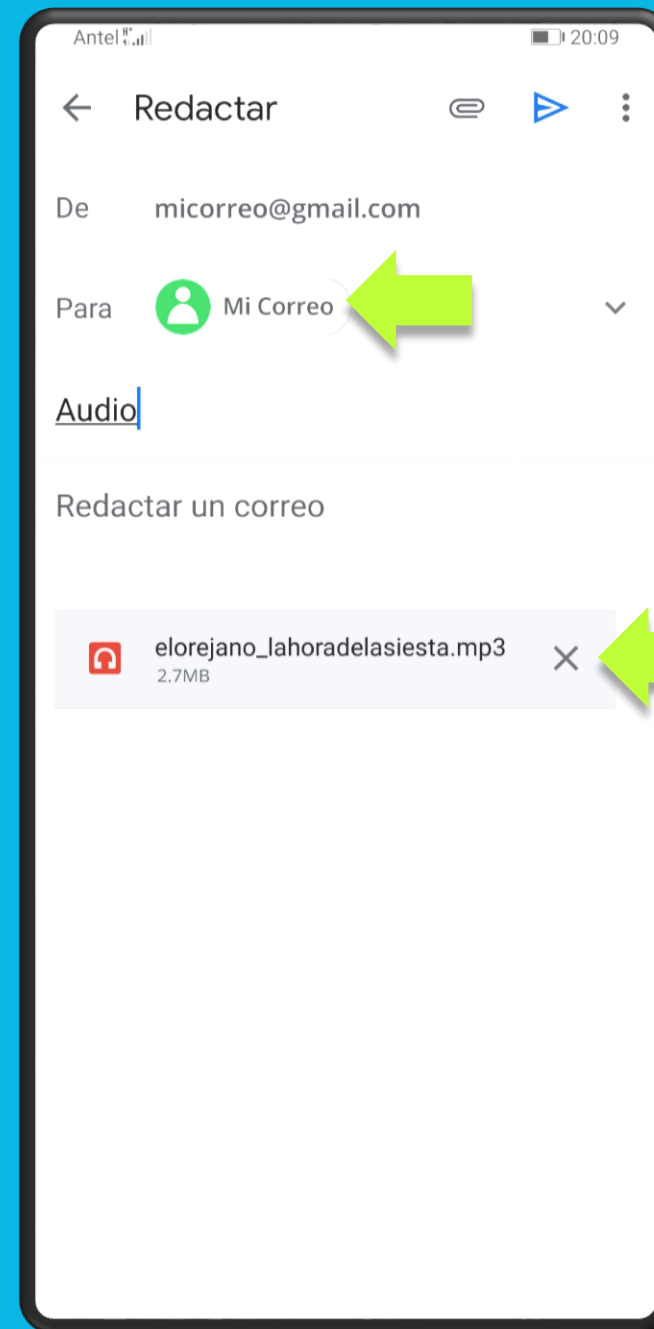 Antel 20:09
Redactar
De micorreo@gmail.com
Para Mi Correo
Audio
Redactar un correo
elorejano_lahoradelasiesta.mp3
2.7MB